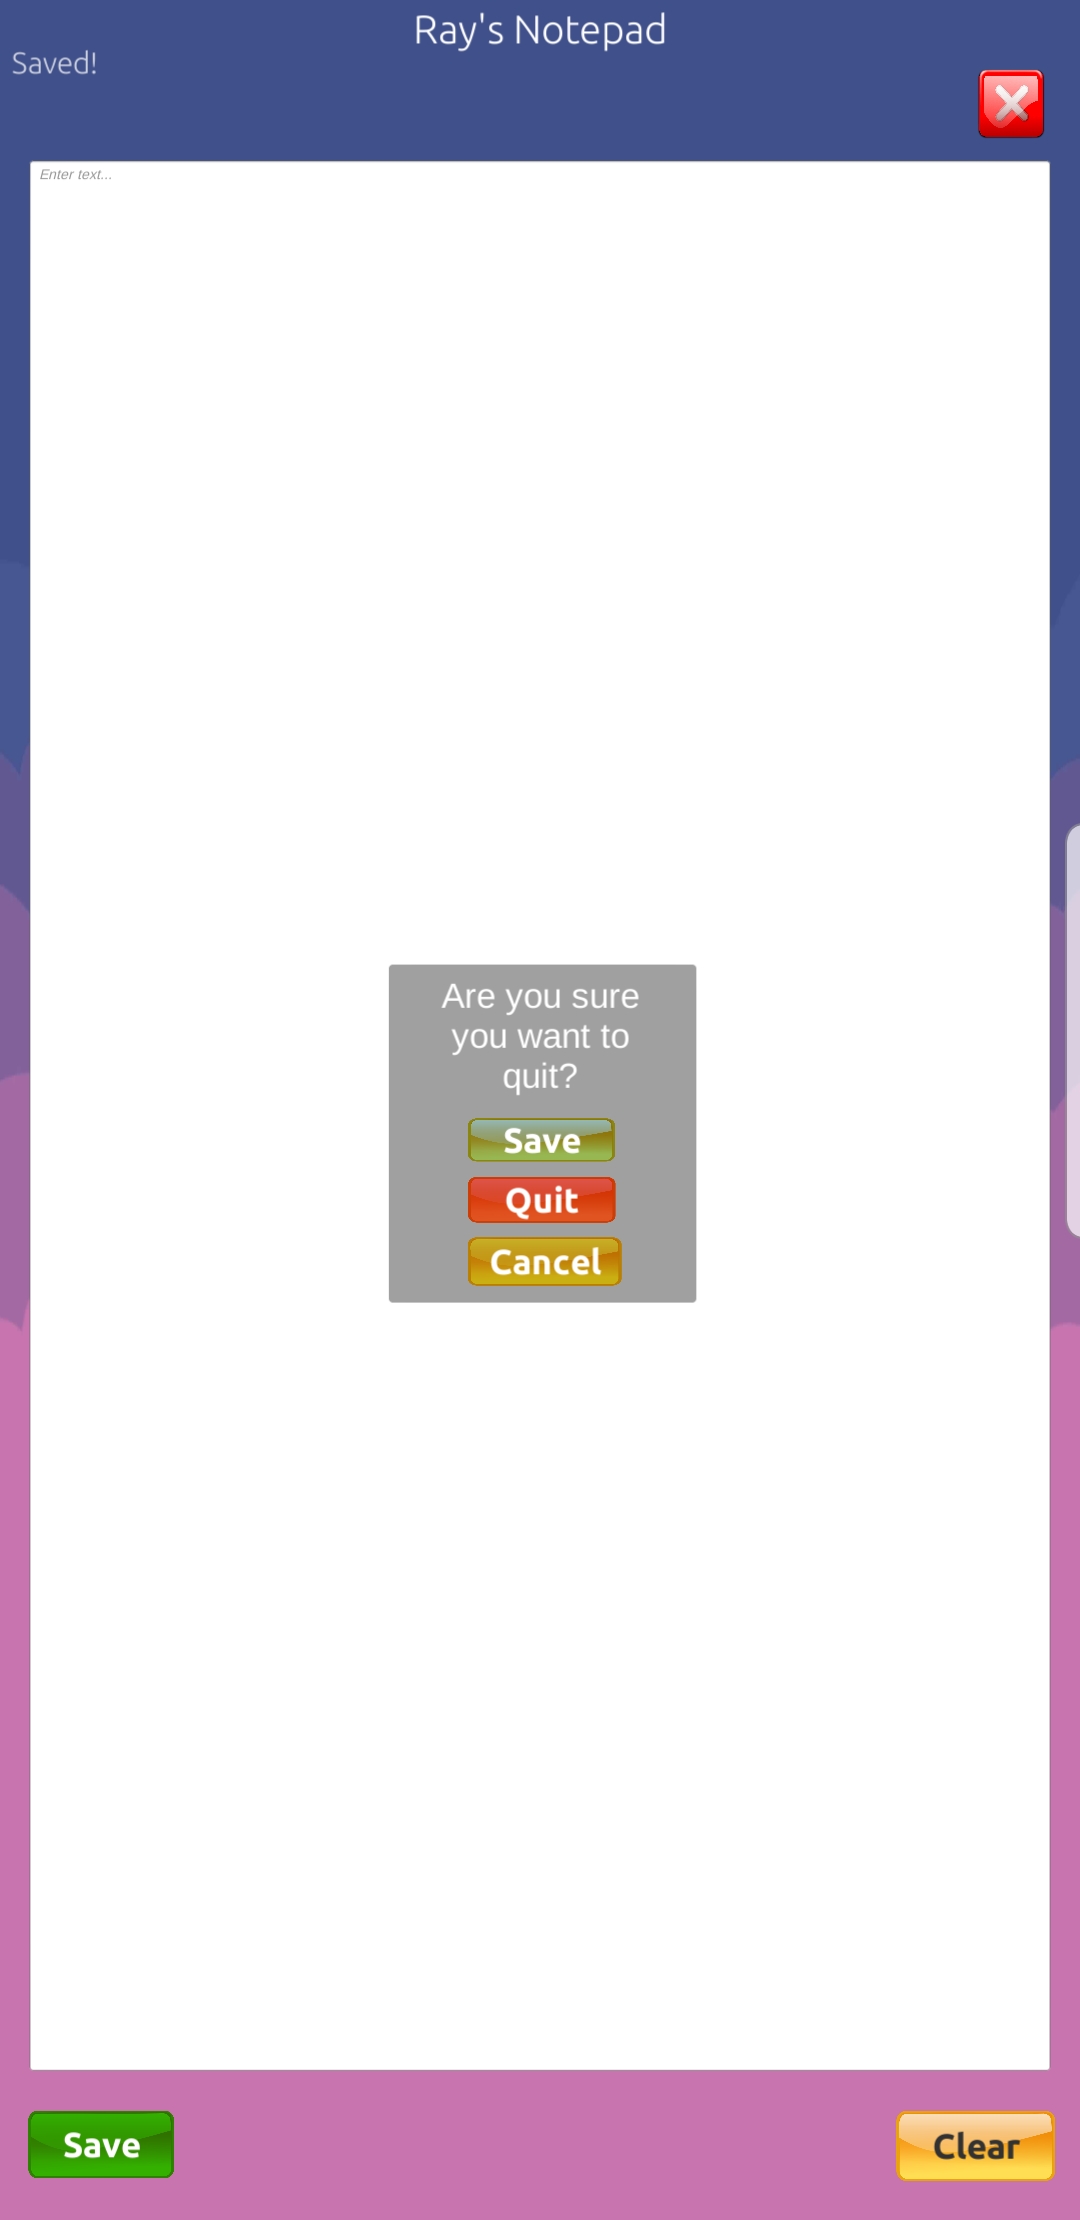 Ray's Notepad
Saved!
Enter text...
Are you sure
you want to
quit?
Save
Quit
Cancel
Save
Clear